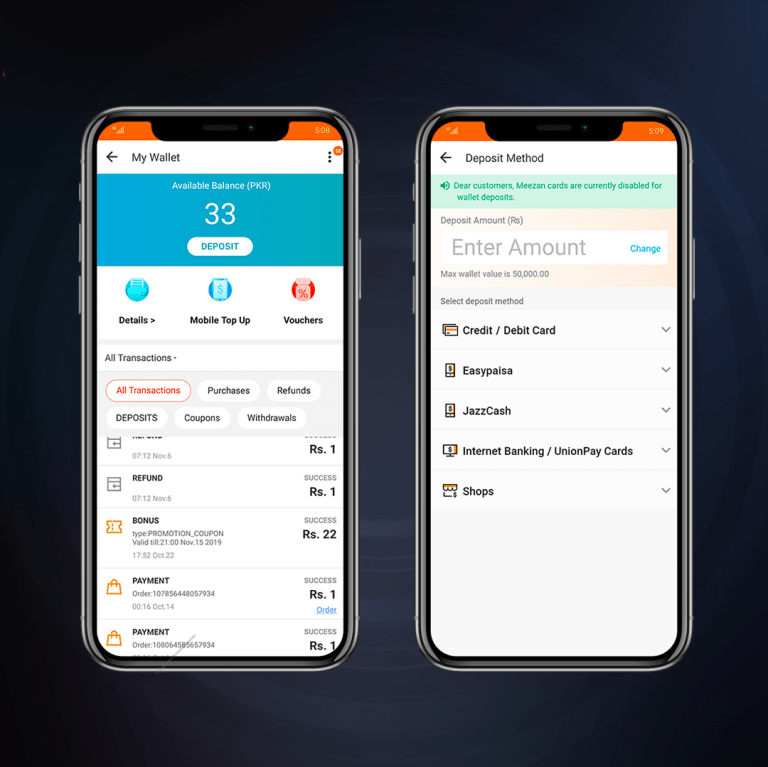 5:08
My Wallet
Available Balance (PKR)
33
DEPOSIT
Details >
Mobile Top Up
Vouchers
All Transactions
All Transactions
Purchases
Refunds
DEPOSITS
Coupons
Withdrawals
REFUND
SUCCESS
Rs. 1
07:12 Nov.6
REFUND
SUCCESS
Rs. 1
07:12 Nov.6
BONUS
SUCCESS
type:PROMOTION_COUPON
Rs. 22
Valid till:21:00 Nov.15 2019
17:52 Oct.22
PAYMENT
SUCCESS
Order:107856448057934
Rs. 1
00:16 Oct.14
Order
PAYMENT
SUCCESS
Order:108064585657934
Rs. 1
5:09
Deposit Method
Dear customers, Meezan cards are currently disabled for
wallet deposits.
Deposit Amount (Rs)
Enter Amount
Change
Max wallet value is 50,000.00
Select deposit method
Credit / Debit Card
Easypaisa
JazzCash
Internet Banking / UnionPay Cards
Shops